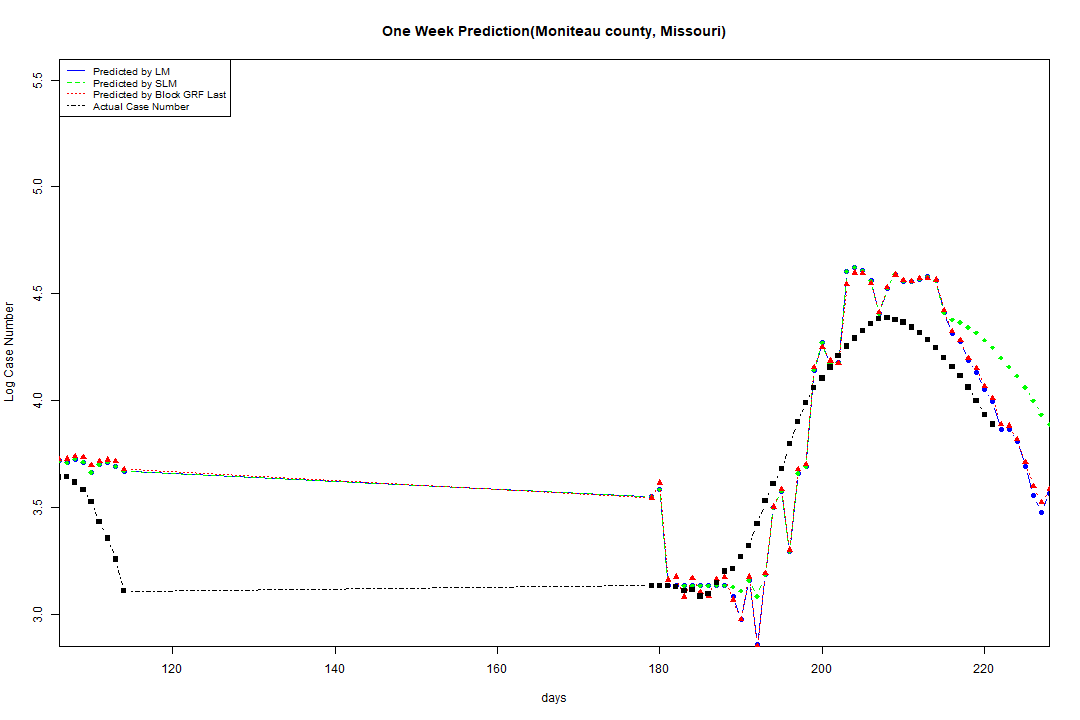 One Week Prediction(Moniteau county, Missouri)
Predicted by LM
Predicted by SLM
Predicted by Block GRF Last
Actual Case Number
5.5
5.0
4.5
4.0
3.5
3.0
Log Case Number
120
140
160
180
200
220
days